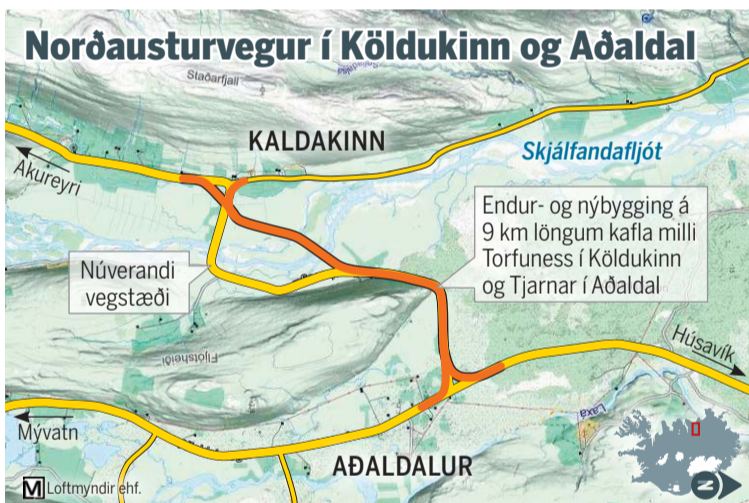 Norðausturvegur í Köldukinn og Aðaldal
Staðarfjall
KALDAKINN
Skjálfandafljót
Akureyri
Endur- og nýbygging á
9 km löngum kafla milli
Torfuness í Köldukinn
og Tjarnar í Aðaldal
Núverandi
vegstæði
Fljótsheiði
Húsavík
Laxá
Mývatn
AÐALDALUR
N
M Loftmyndir ehf.